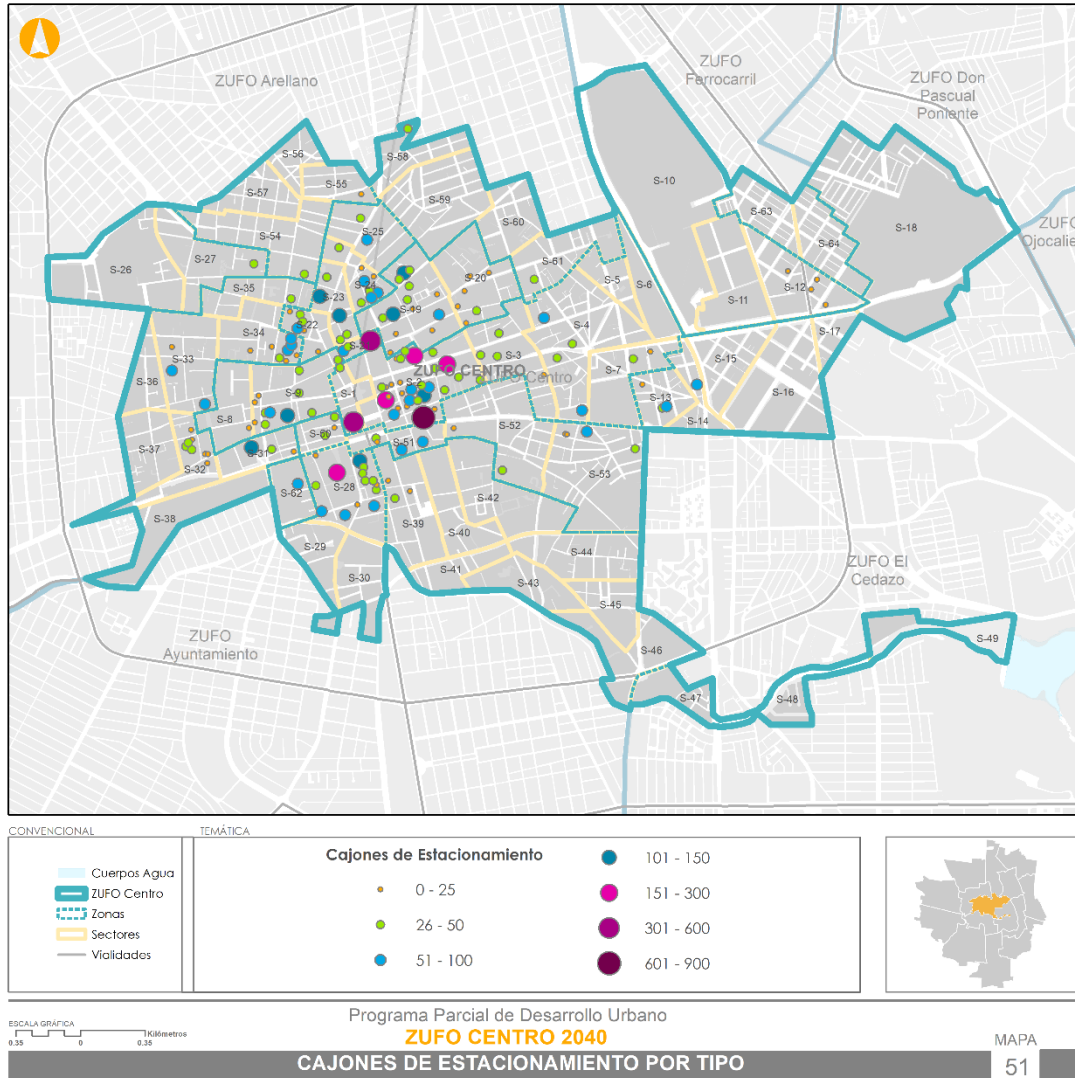 ZUFO Arellano
ZUFO
Ferrocarril
ZUFO Don
Pascual
Poniente
S-56
S-58
S-57
S-55
S-59
S-10
S-63
S-60
S-18
S-25
S-54
S-64
S-26
S-27
S-61
S-20
S-5
S-6
S-24
S-12
S-35
S-23
S-11
S-19
S-22
S-34
S-4
S-17
S-33
S-3
S-15
S-7
ZUFO CENTRO
Centro
S-36
S-2
S-1
S-9
S-13
S-16
S-8
S-14
S-52
S-37
S-51
S-31
S-32
S-53
S-28
S-62
S-42
S-38
S-39
S-40
S-29
S-44
S-41
S-30
S-43
ZUFO El
Cedazo
S-45
ZUFO
Ayuntamiento
S-49
S-46
S-47
S-48
CONVENCIONAL
Cuerpos Agua
ZUFO Centro
Zonas
Sectores
Vialidades
TEMÁTICA
Cajones de Estacionamiento
0 - 25
26 - 50
51 - 100
101 - 150
151 - 300
301 - 600
601 - 900
ESCALA GRÁFICA
Kilómetros
0.35 0 0.35
Programa Parcial de Desarrollo Urbano
ZUFO CENTRO 2040
CAJONES DE ESTACIONAMIENTO POR TIPO
MAPA
51